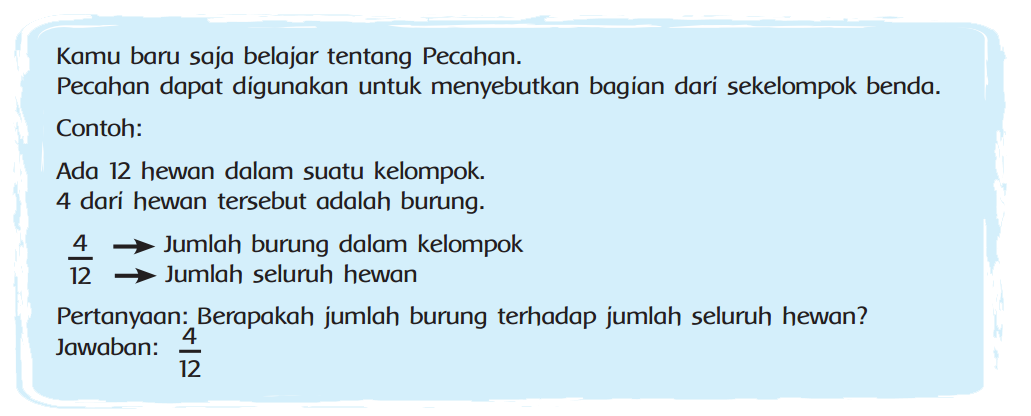 Kamu baru saja belajar tentang Pecahan.
Pecahan dapat digunakan untuk menyebutkan bagian dari sekelompok benda.
Contoh:
Ada 12 hewan dalam suatu kelompok.
4 dari hewan tersebut adalah burung.
4 → Jumlah burung dalam kelompok
12 → Jumlah seluruh hewan
Pertanyaan: Berapakah jumlah burung terhadap jumlah seluruh hewan?
Jawaban: 4/12